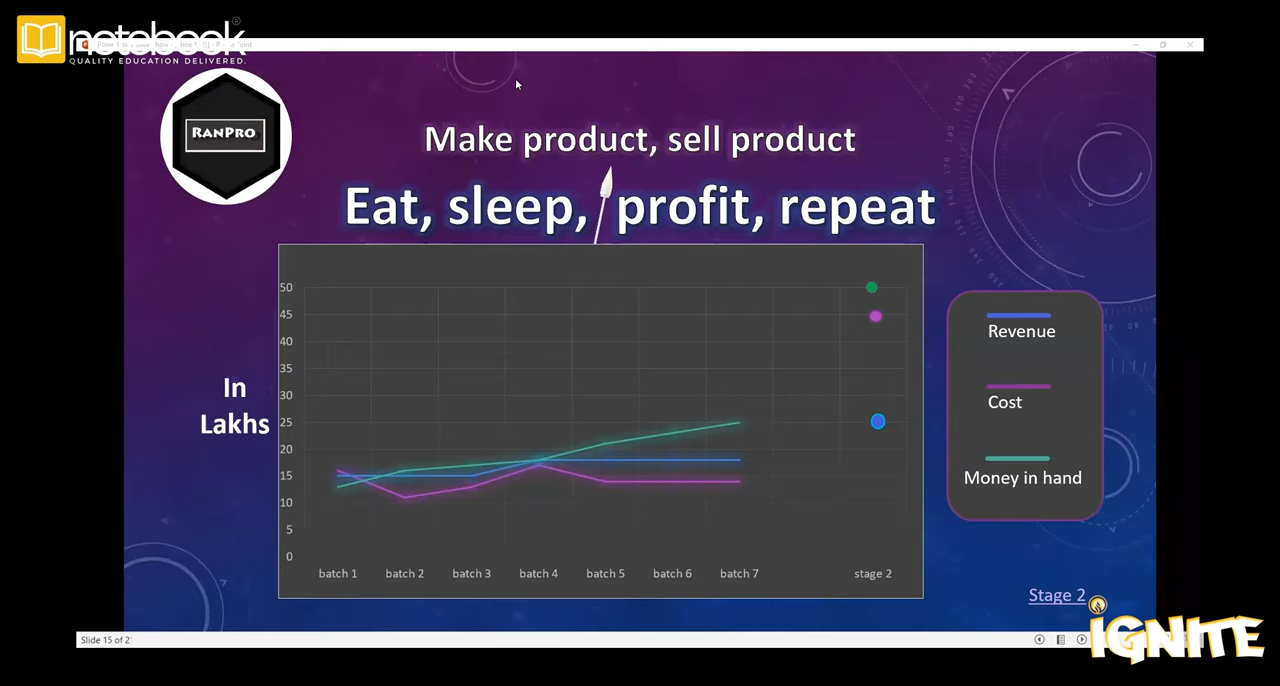 notebook®
QUALITY EDUCATION DELIVERED.
RANPRO
Make product, sell product
Eat, sleep, profit, repeat
In
Lakhs
50
45
40
35
30
25
20
15
10
5
0
batch 1 batch 2 batch 3 batch 4 batch 5 batch 6 batch 7 stage 2
Revenue
Cost
Money in hand
Stage 2
Slide 15 of 2
IGNITE